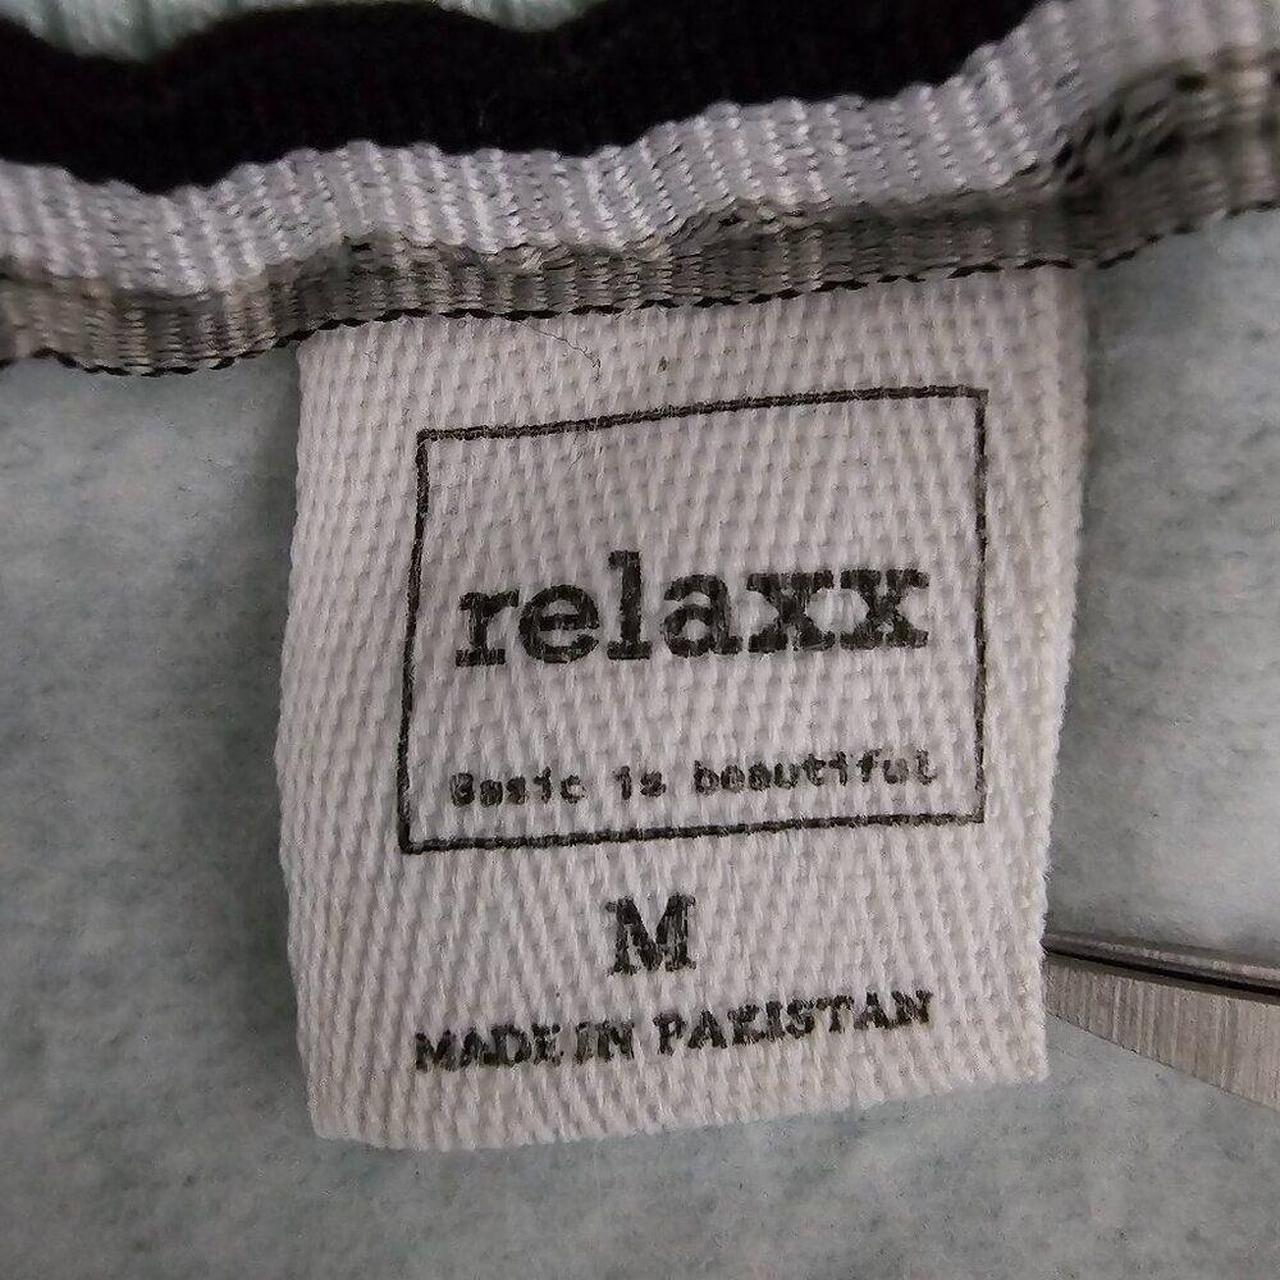 relaxx
Basic is beautiful
M
MADE IN PAKISTAN